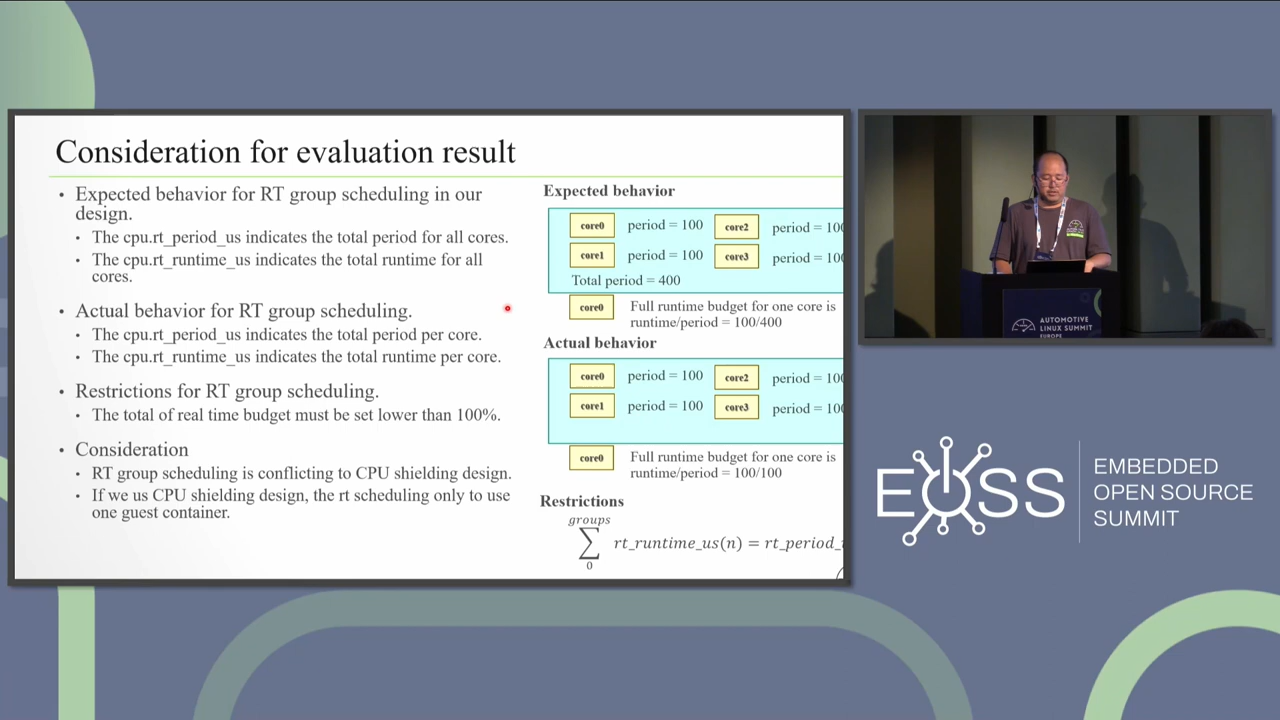 Consideration for evaluation result
• Expected behavior for RT group scheduling in our
design.
• The cpu.rt_period_us indicates the total period for all cores.
• The cpu.rt_runtime_us indicates the total runtime for all
cores.
• Actual behavior for RT group scheduling.
• The cpu.rt_period_us indicates the total period per core.
• The cpu.rt_runtime_us indicates the total runtime per core.
• Restrictions for RT group scheduling.
• The total of real time budget must be set lower than 100%.
• Consideration
• RT group scheduling is conflicting to CPU shielding design.
• If we us CPU shielding design, the rt scheduling only to use
one guest container.
Expected behavior
core0 period = 100 core2 period = 100
core1 period = 100 core3 period = 100
Total period = 400
core0 Full runtime budget for one core is
runtime/period = 100/400
Actual behavior
core0 period = 100 core2 period = 100
core1 period = 100 core3 period = 100
core0 Full runtime budget for one core is
runtime/period = 100/100
Restrictions
groups
∑ rt_runtime_us(n) = rt_period_
0
AUTOMOTIVE
LINUX SUMMIT
EUROPE
EOSS
EMBEDDED
OPEN SOURCE
SUMMIT